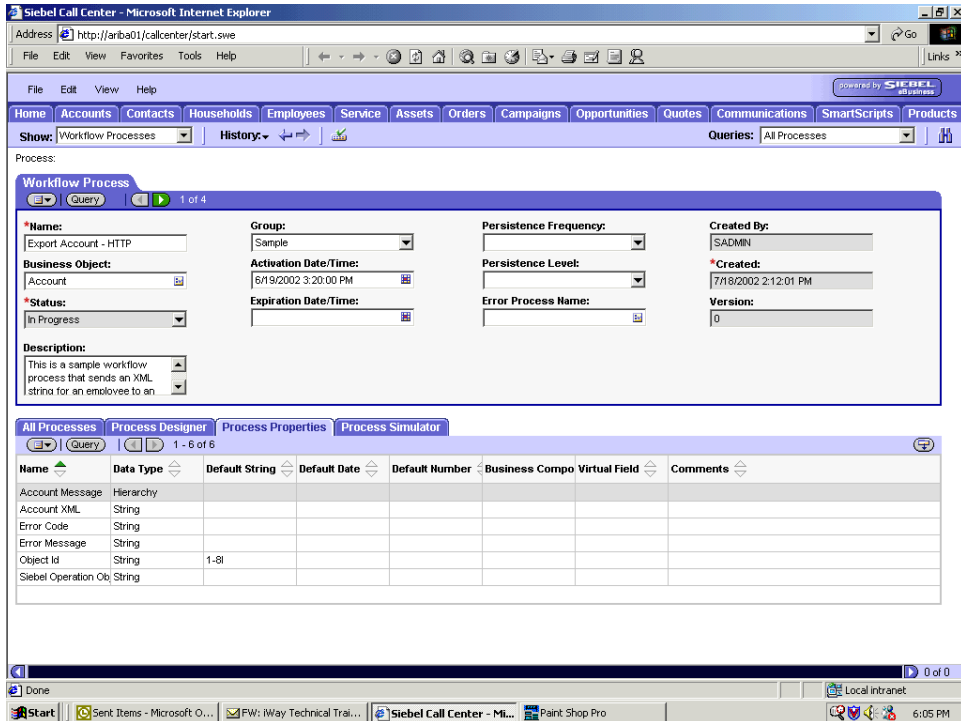 Siebel Call Center - Microsoft Internet Explorer
Address http://ariba01/callcenter/start.swe Go
File Edit View Favorites Tools Help Links »
File Edit View Help powered by SIEBEL eBusiness
Home Accounts Contacts Households Employees Service Assets Orders Campaigns Opportunities Quotes Communications SmartScripts Products
Show: Workflow Processes History: Queries: All Processes
Process:
Workflow Process
Query 1 of 4
*Name: Group: Persistence Frequency: Created By:
Export Account - HTTP Sample SADMIN
Business Object: Activation Date/Time: Persistence Level: *Created:
Account 6/19/2002 3:20:00 PM 7/18/2002 2:12:01 PM
*Status: Expiration Date/Time: Error Process Name: Version:
In Progress 0
Description:
This is a sample workflow
process that sends an XML
string for an employee to an
All Processes Process Designer Process Properties Process Simulator
Query 1 - 6 of 6
Name Data Type Default String Default Date Default Number Business Compo Virtual Field Comments
Account Message Hierarchy
Account XML String
Error Code String
Error Message String
Object Id String 1-8I
Siebel Operation Ob String
0 of 0
Done Local intranet
Start Sent Items - Microsoft O... FW: iWay Technical Trai... Siebel Call Center - Mi... Paint Shop Pro 6:05 PM